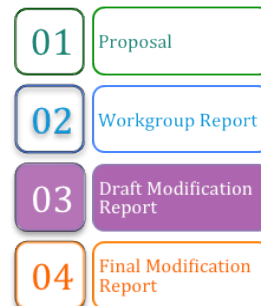 01
Proposal
02
Workgroup Report
03
Draft Modification
Report
04
Final Modification
Report